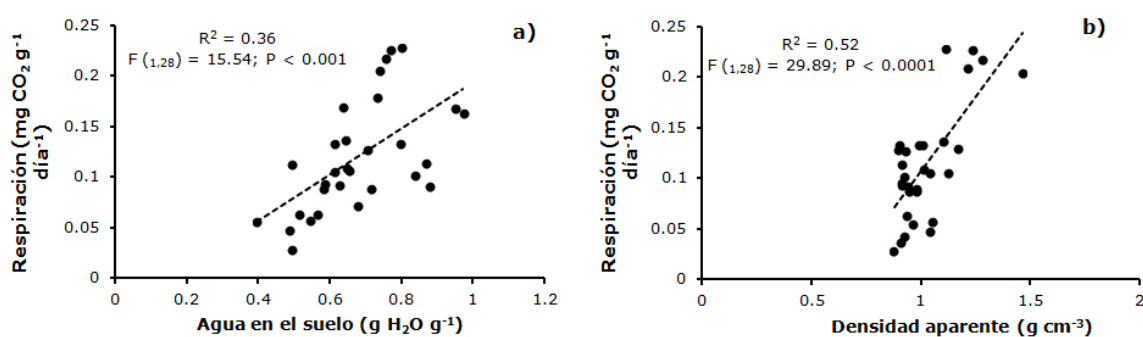 a)
R² = 0.36
F (1,28) = 15.54; P < 0.001
Respiración (mg CO₂ g⁻¹
día⁻¹)
0.25
0.2
0.15
0.1
0.05
0
0 0.2 0.4 0.6 0.8 1 1.2
Agua en el suelo (g H₂O g⁻¹)
b)
R² = 0.52
F (1,28) = 29.89; P < 0.0001
Respiración (mg CO₂ g⁻¹
día⁻¹)
0.25
0.2
0.15
0.1
0.05
0
0 0.5 1 1.5 2
Densidad aparente (g cm⁻³)